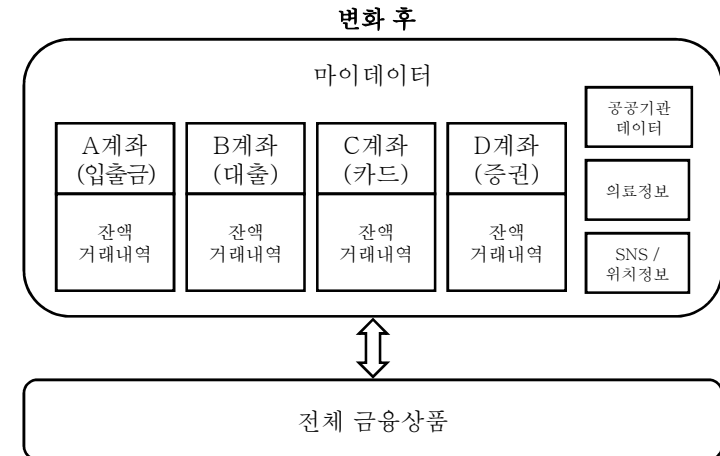 변화 후
마이데이터
A계좌
(입출금)
잔액
거래내역
B계좌
(대출)
잔액
거래내역
C계좌
(카드)
잔액
거래내역
D계좌
(증권)
잔액
거래내역
공공기관
데이터
의료정보
SNS /
위치정보
전체 금융상품